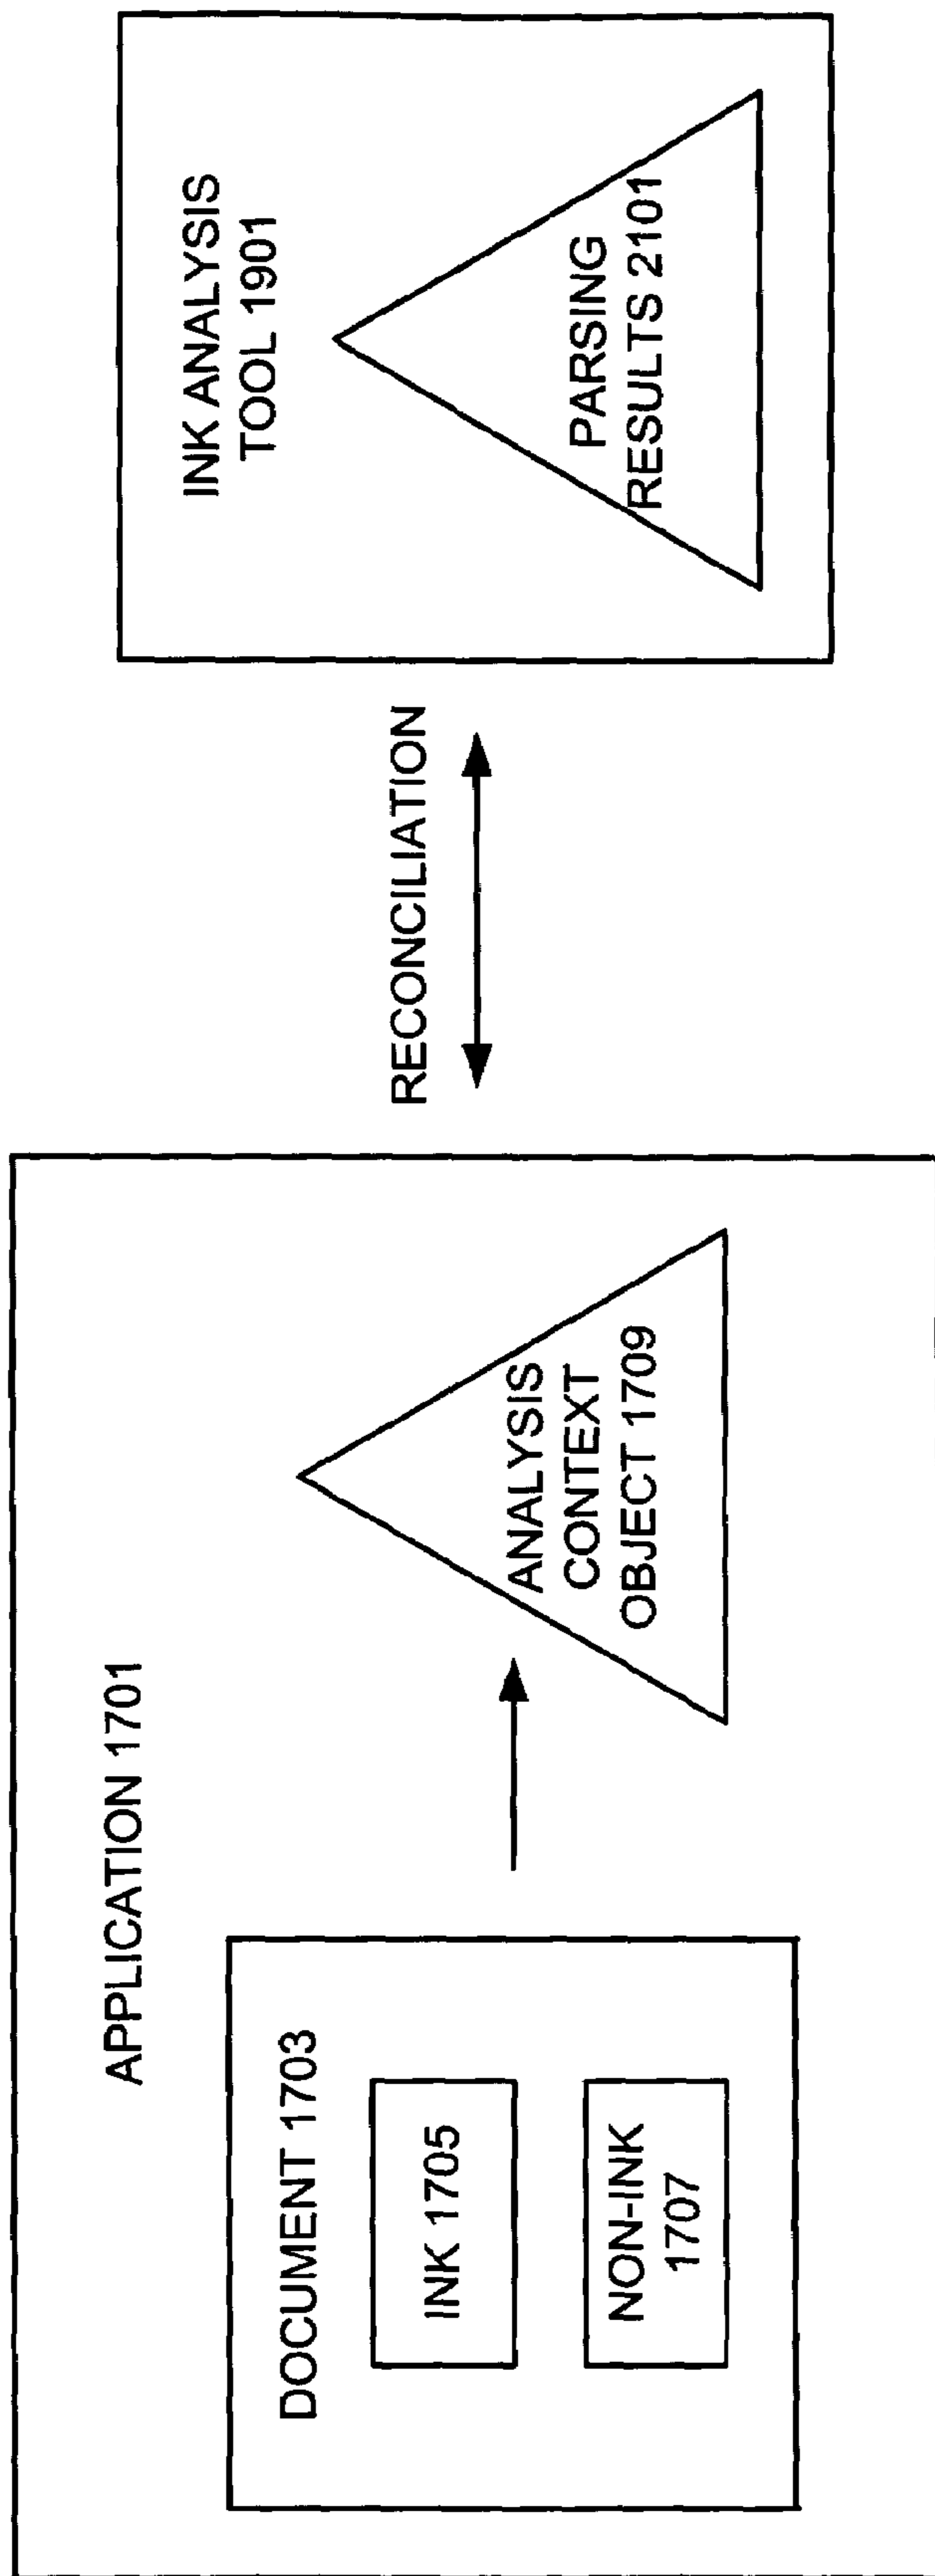 APPLICATION 1701
DOCUMENT 1703
INK 1705
NON-INK
1707
ANALYSIS
CONTEXT
OBJECT 1709
RECONCILIATION
INK ANALYSIS
TOOL 1901
PARSING
RESULTS 2101